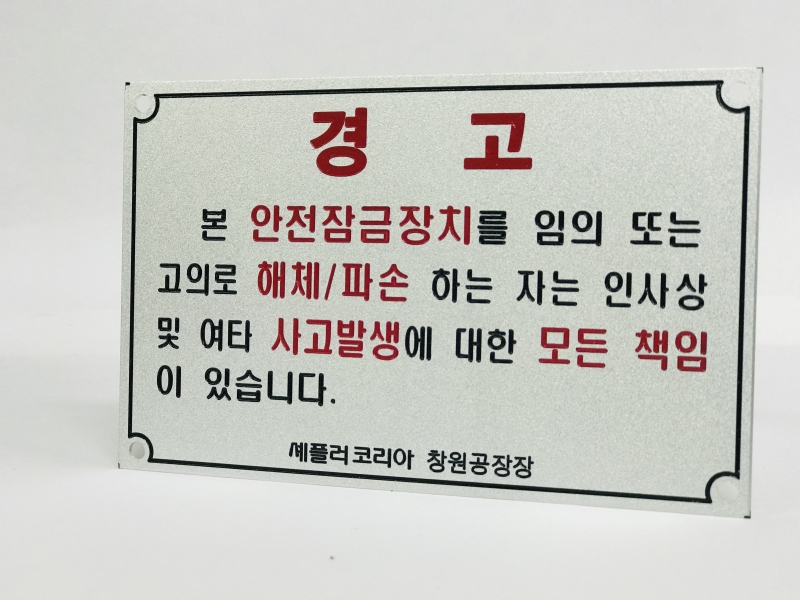 경 고
본 안전잠금장치를 임의 또는
고의로 해체/파손 하는 자는 인사상
및 여타 사고발생에 대한 모든 책임
이 있습니다.
셰플러코리아 창원공장장